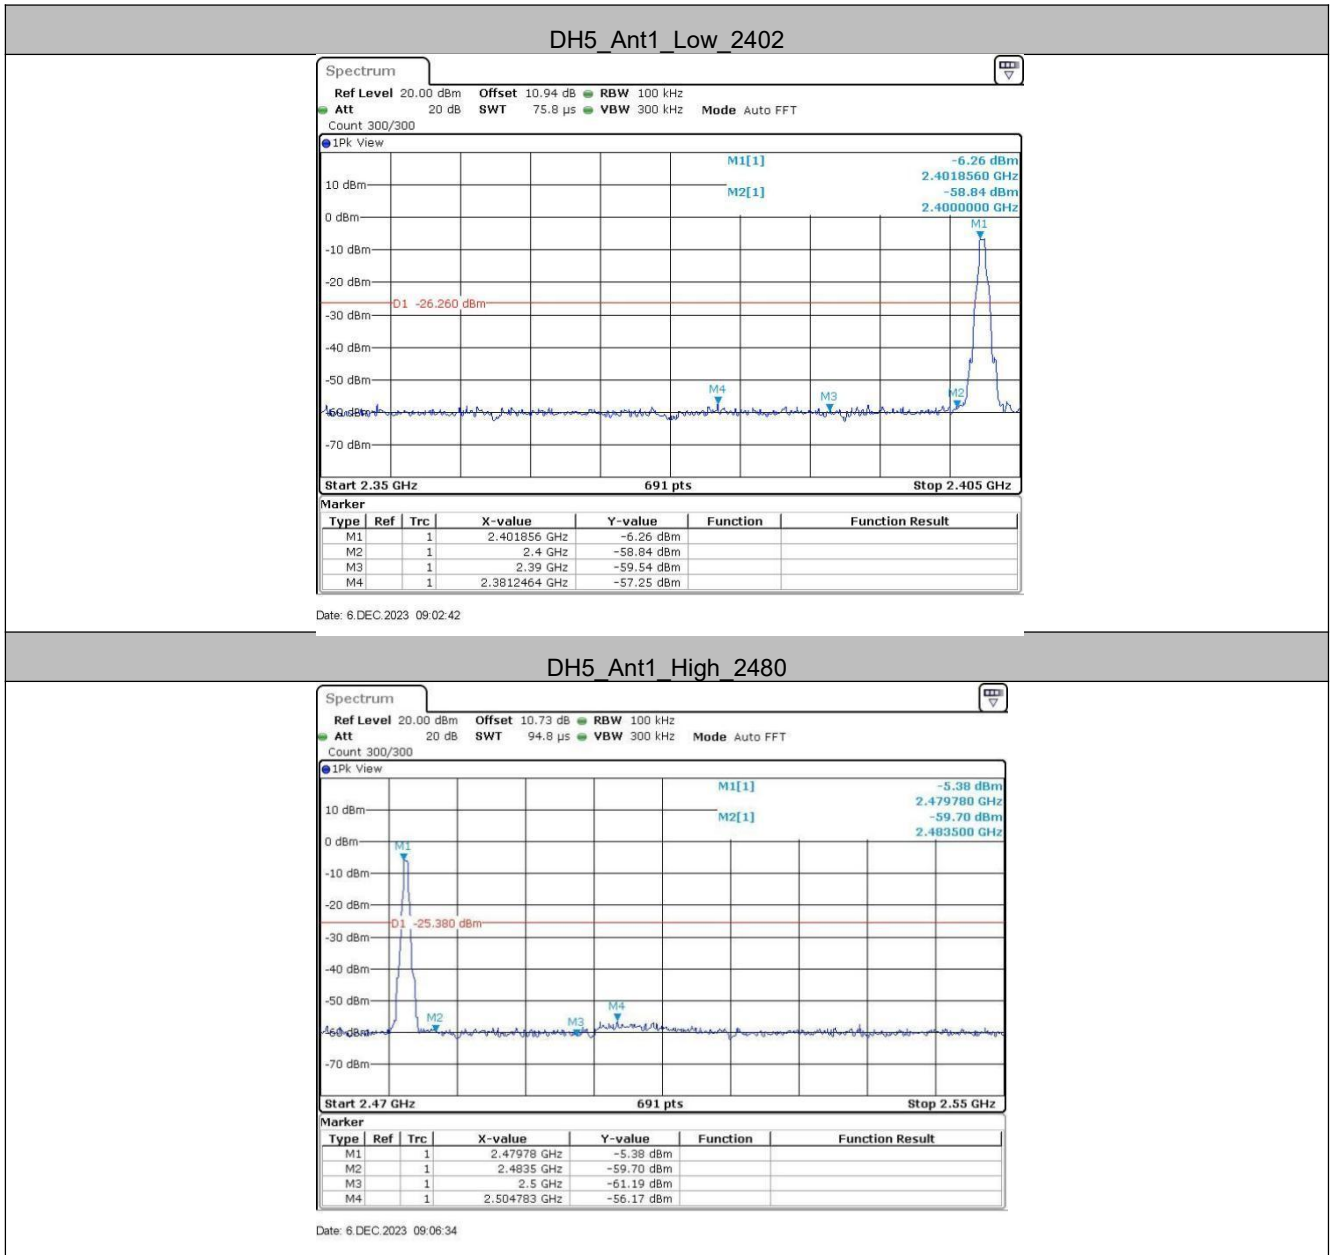 DH5_Ant1_Low_2402
Spectrum
Ref Level 20.00 dBm Offset 10.94 dB RBW 100 kHz
Att 20 dB SWT 75.8 µs VBW 300 kHz Mode Auto FFT
Count 300/300
1Pk View
M1[1] -6.26 dBm
2.4018560 GHz
M2[1] -58.84 dBm
2.4000000 GHz
10 dBm
0 dBm
M1
-10 dBm
-20 dBm
D1 -26.260 dBm
-30 dBm
-40 dBm
-50 dBm
M4
M3
M2
-60 dBm
-70 dBm
Start 2.35 GHz 691 pts Stop 2.405 GHz
Marker
Type Ref Trc X-value Y-value Function Function Result
M1 1 2.401856 GHz -6.26 dBm
M2 1 2.4 GHz -58.84 dBm
M3 1 2.39 GHz -59.54 dBm
M4 1 2.3812464 GHz -57.25 dBm
Date: 6.DEC.2023 09:02:42
DH5_Ant1_High_2480
Spectrum
Ref Level 20.00 dBm Offset 10.73 dB RBW 100 kHz
Att 20 dB SWT 94.8 µs VBW 300 kHz Mode Auto FFT
Count 300/300
1Pk View
M1[1] -5.38 dBm
2.479780 GHz
M2[1] -59.70 dBm
2.483500 GHz
10 dBm
0 dBm
M1
-10 dBm
-20 dBm
D1 -25.380 dBm
-30 dBm
-40 dBm
-50 dBm
M2
M3
M4
-60 dBm
-70 dBm
Start 2.47 GHz 691 pts Stop 2.55 GHz
Marker
Type Ref Trc X-value Y-value Function Function Result
M1 1 2.47978 GHz -5.38 dBm
M2 1 2.4835 GHz -59.70 dBm
M3 1 2.5 GHz -61.19 dBm
M4 1 2.504783 GHz -56.17 dBm
Date: 6.DEC.2023 09:06:34